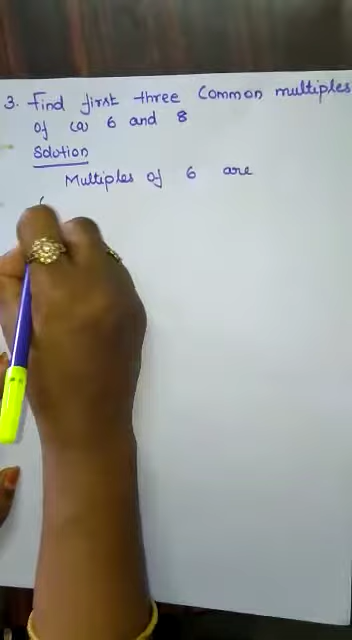 3. Find first three Common multiples
of (a) 6 and 8
Solution
Multiples of 6 are